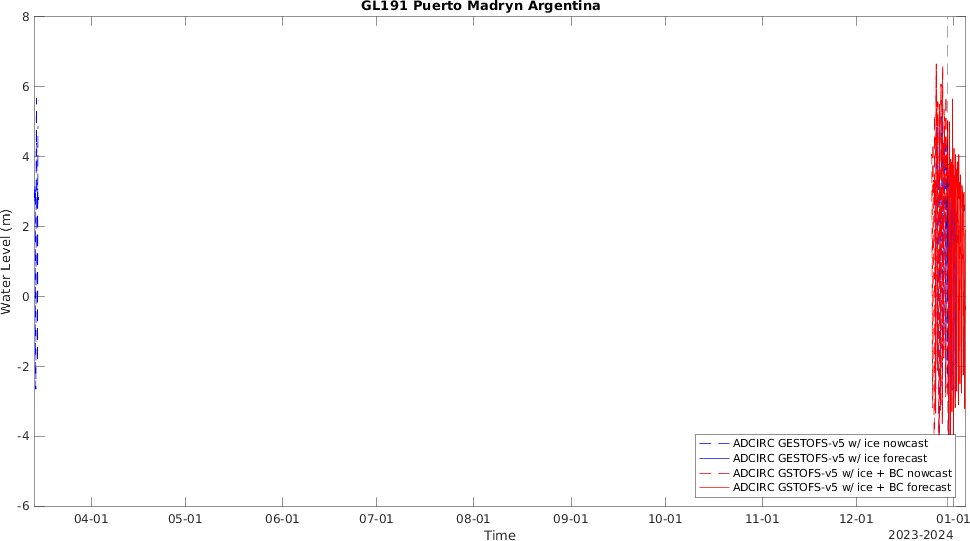 GL191 Puerto Madryn Argentina
8
6
4
2
0
-2
-4
-6
Water Level (m)
ADCIRC GESTOFS-v5 w/ ice nowcast
ADCIRC GESTOFS-v5 w/ ice forecast
ADCIRC GSTOFS-v5 w/ ice + BC nowcast
ADCIRC GSTOFS-v5 w/ ice + BC forecast
04-01 05-01 06-01 07-01 08-01 09-01 10-01 11-01 12-01 01-01
Time
2023-2024